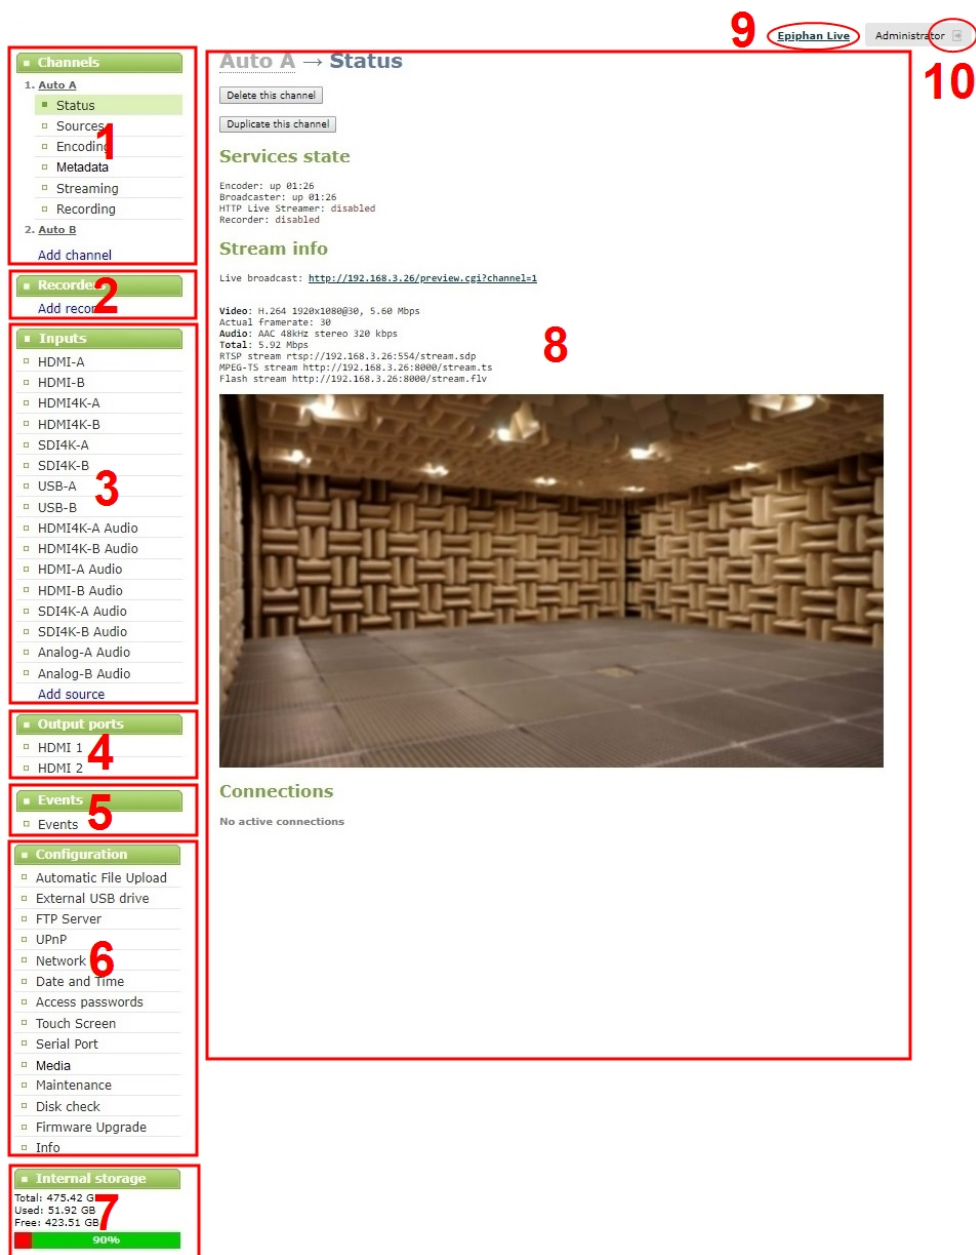 9
Epiphan Live
Administrator
10
Channels
1. Auto A
Status
Sources
Encoding
Metadata
Streaming
Recording
2. Auto B
Add channel
1
Recorders
2
Inputs
HDMI-A
HDMI-B
HDMI4K-A
HDMI4K-B
SDI4K-A
SDI4K-B
USB-A
USB-B
HDMI4K-A Audio
HDMI4K-B Audio
HDMI-A Audio
HDMI-B Audio
SDI4K-A Audio
SDI4K-B Audio
Analog-A Audio
Analog-B Audio
Add source
3
Output ports
HDMI 1
HDMI 2
4
Events
Events
5
Configuration
Automatic File Upload
External USB drive
FTP Server
UPnP
Network
Date and Time
Access passwords
Touch Screen
Serial Port
Media
Maintenance
Disk check
Firmware Upgrade
Info
6
Internal storage
Total: 475.42 G
Used: 51.92 GB
Free: 423.51 GB
90%
7
Auto A → Status
Delete this channel
Duplicate this channel
Services state
Encoder: up 01:26
Broadcaster: up 01:26
HTTP Live Streamer: disabled
Recorder: disabled
Stream info
Live broadcast: http://192.168.3.26/preview.cgi?channel=1
Video: H.264 1920x1080@30, 5.60 Mbps
Actual framerate: 30
Audio: AAC 48kHz stereo 320 kbps
Total: 5.92 Mbps
RTSP stream rtsp://192.168.3.26:554/stream.sdp
MPEG-TS stream http://192.168.3.26:8000/stream.ts
Flash stream http://192.168.3.26:8000/stream.flv
8
Connections
No active connections